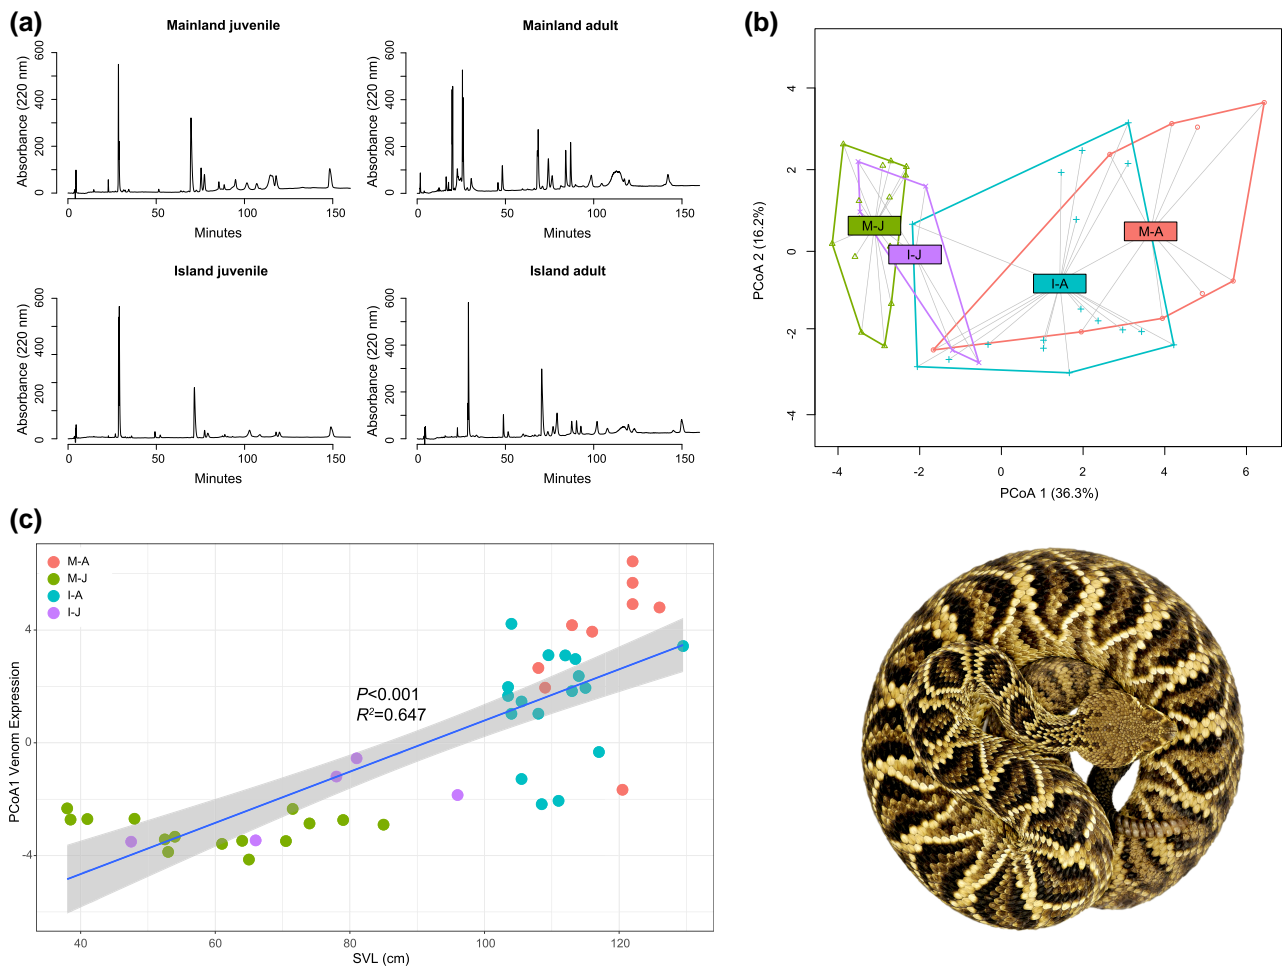 (a)
Mainland juvenile
Absorbance (220 nm)
0 200 400 600
0 50 100 150
Minutes
Mainland adult
Absorbance (220 nm)
0 200 400 600
0 50 100 150
Minutes
Island juvenile
Absorbance (220 nm)
0 200 400 600
0 50 100 150
Minutes
Island adult
Absorbance (220 nm)
0 200 400 600
0 50 100 150
Minutes
(b)
PCoA 2 (16.2%)
4
2
0
-2
-4
M-J
I-J
I-A
M-A
-4 -2 0 2 4 6
PCoA 1 (36.3%)
(c)
M-A
M-J
I-A
I-J
PCoA1 Venom Expression
4
0
-4
P<0.001
R²=0.647
40 60 80 100 120
SVL (cm)